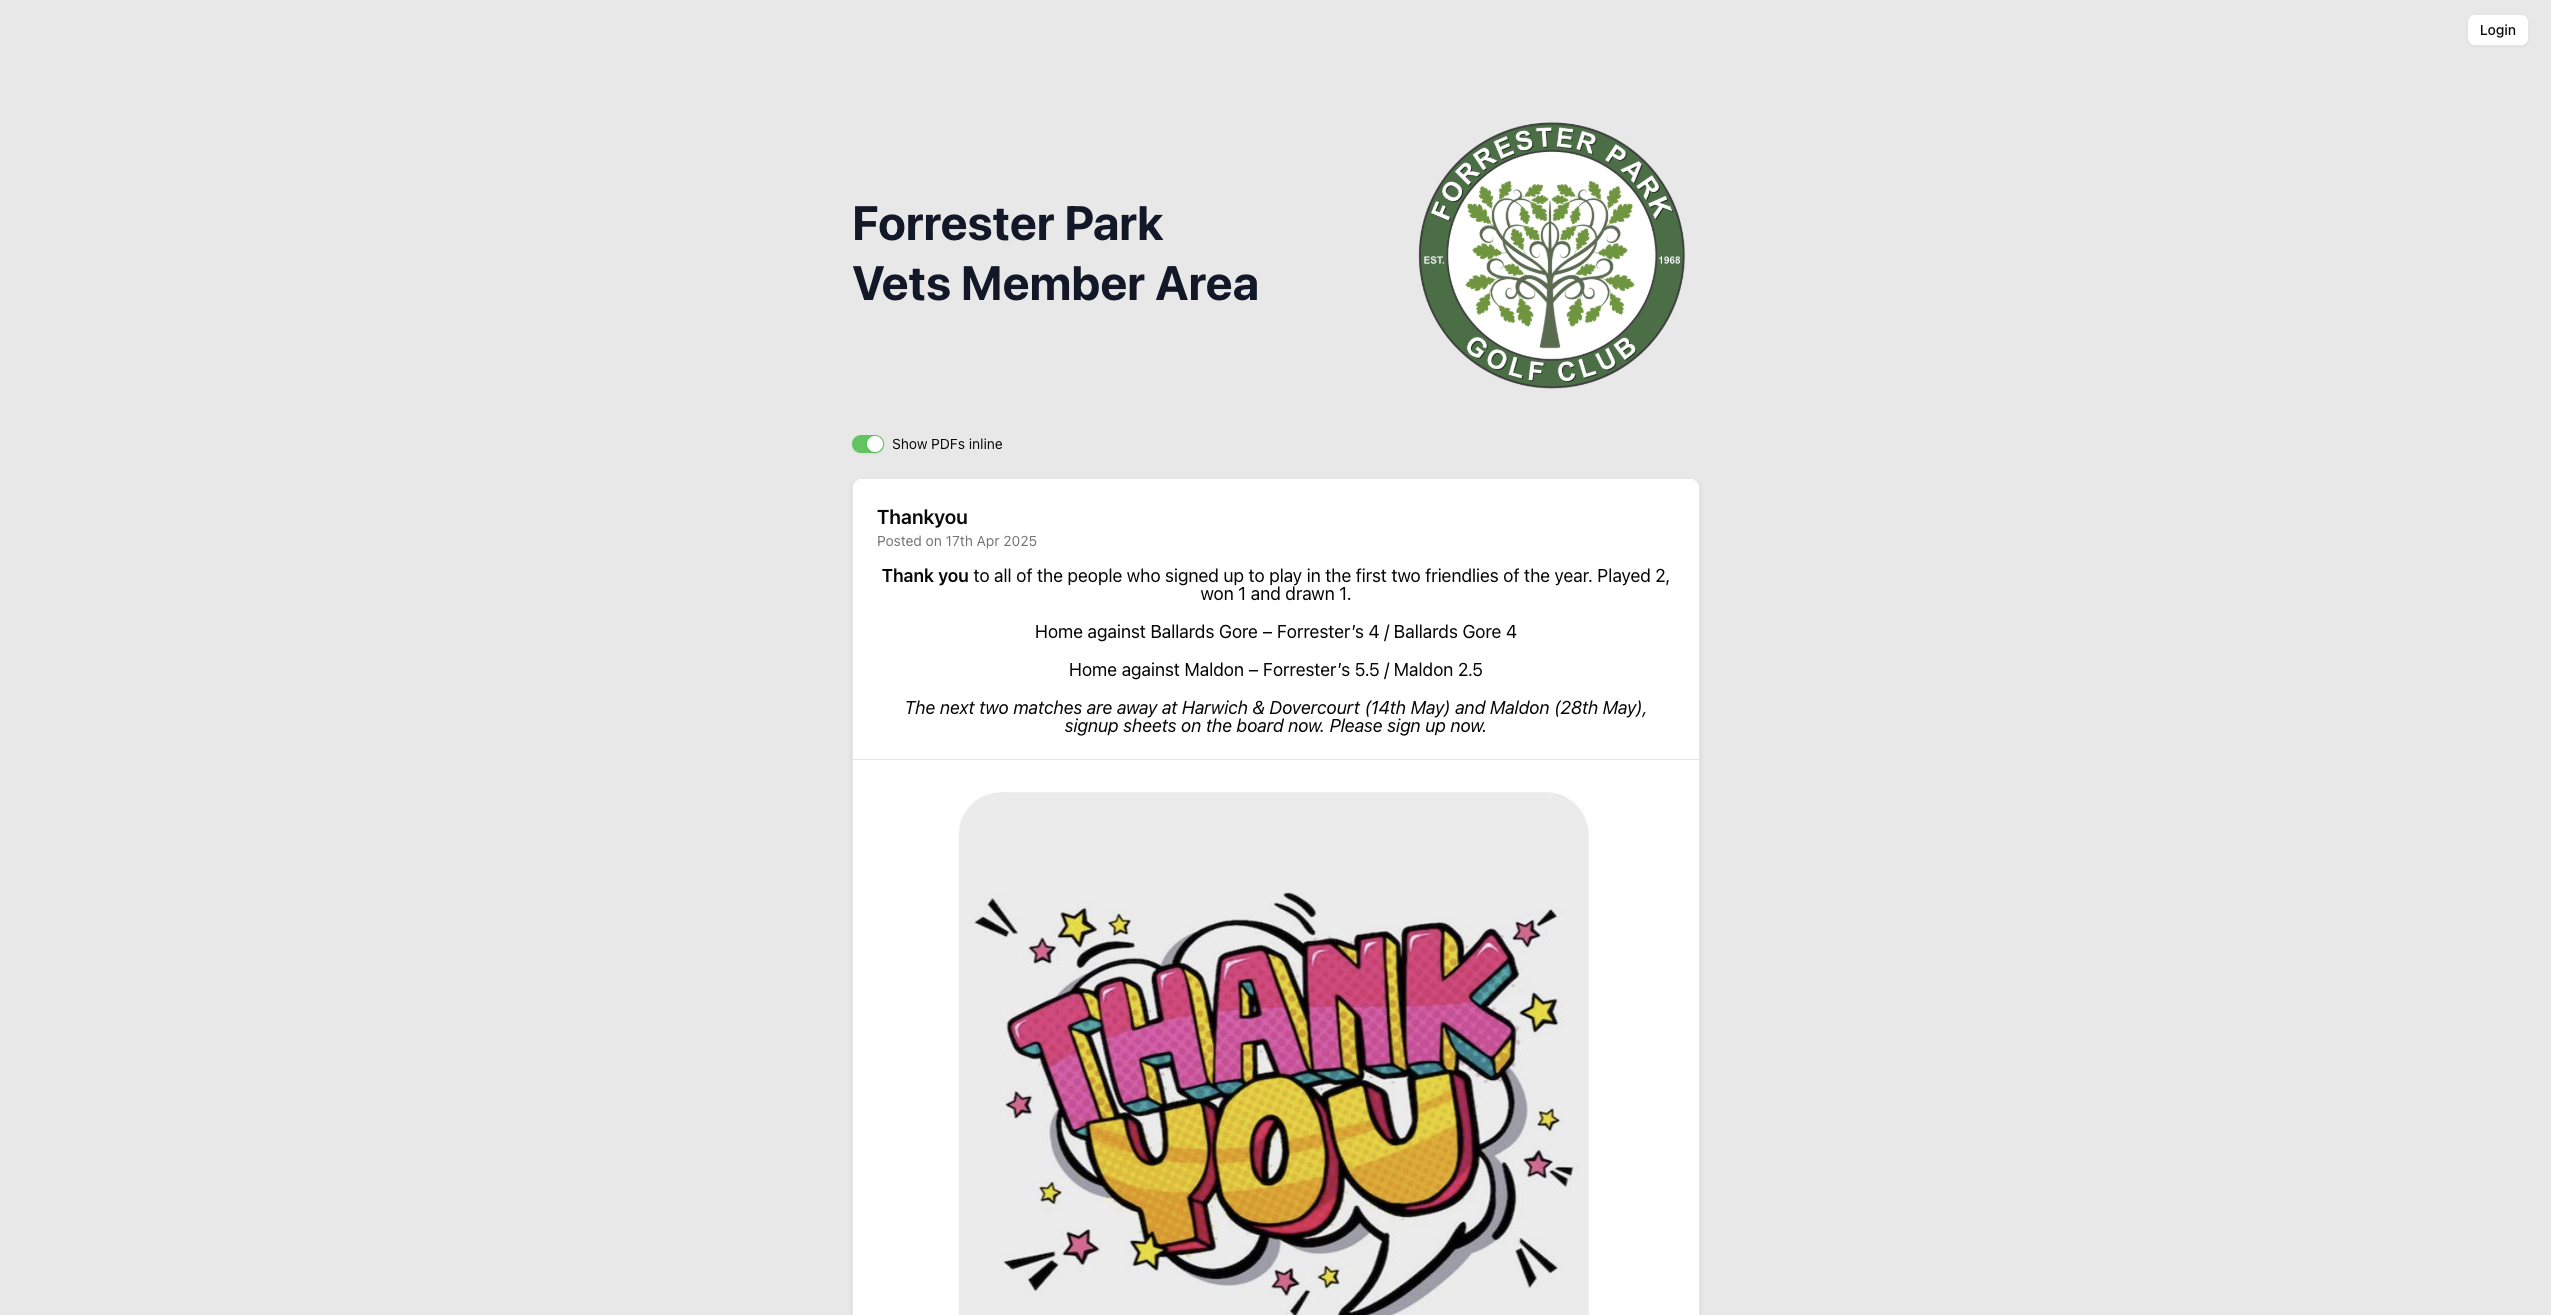 Login
FORRESTER PARK
EST. 1968
GOLF CLUB
Forrester Park
Vets Member Area
Show PDFs inline
Thankyou
Posted on 17th Apr 2025
Thank you to all of the people who signed up to play in the first two friendlies of the year. Played 2,
won 1 and drawn 1.
Home against Ballards Gore – Forrester’s 4 / Ballards Gore 4
Home against Maldon – Forrester’s 5.5 / Maldon 2.5
The next two matches are away at Harwich & Dovercourt (14th May) and Maldon (28th May),
signup sheets on the board now. Please sign up now.
THANK
YOU